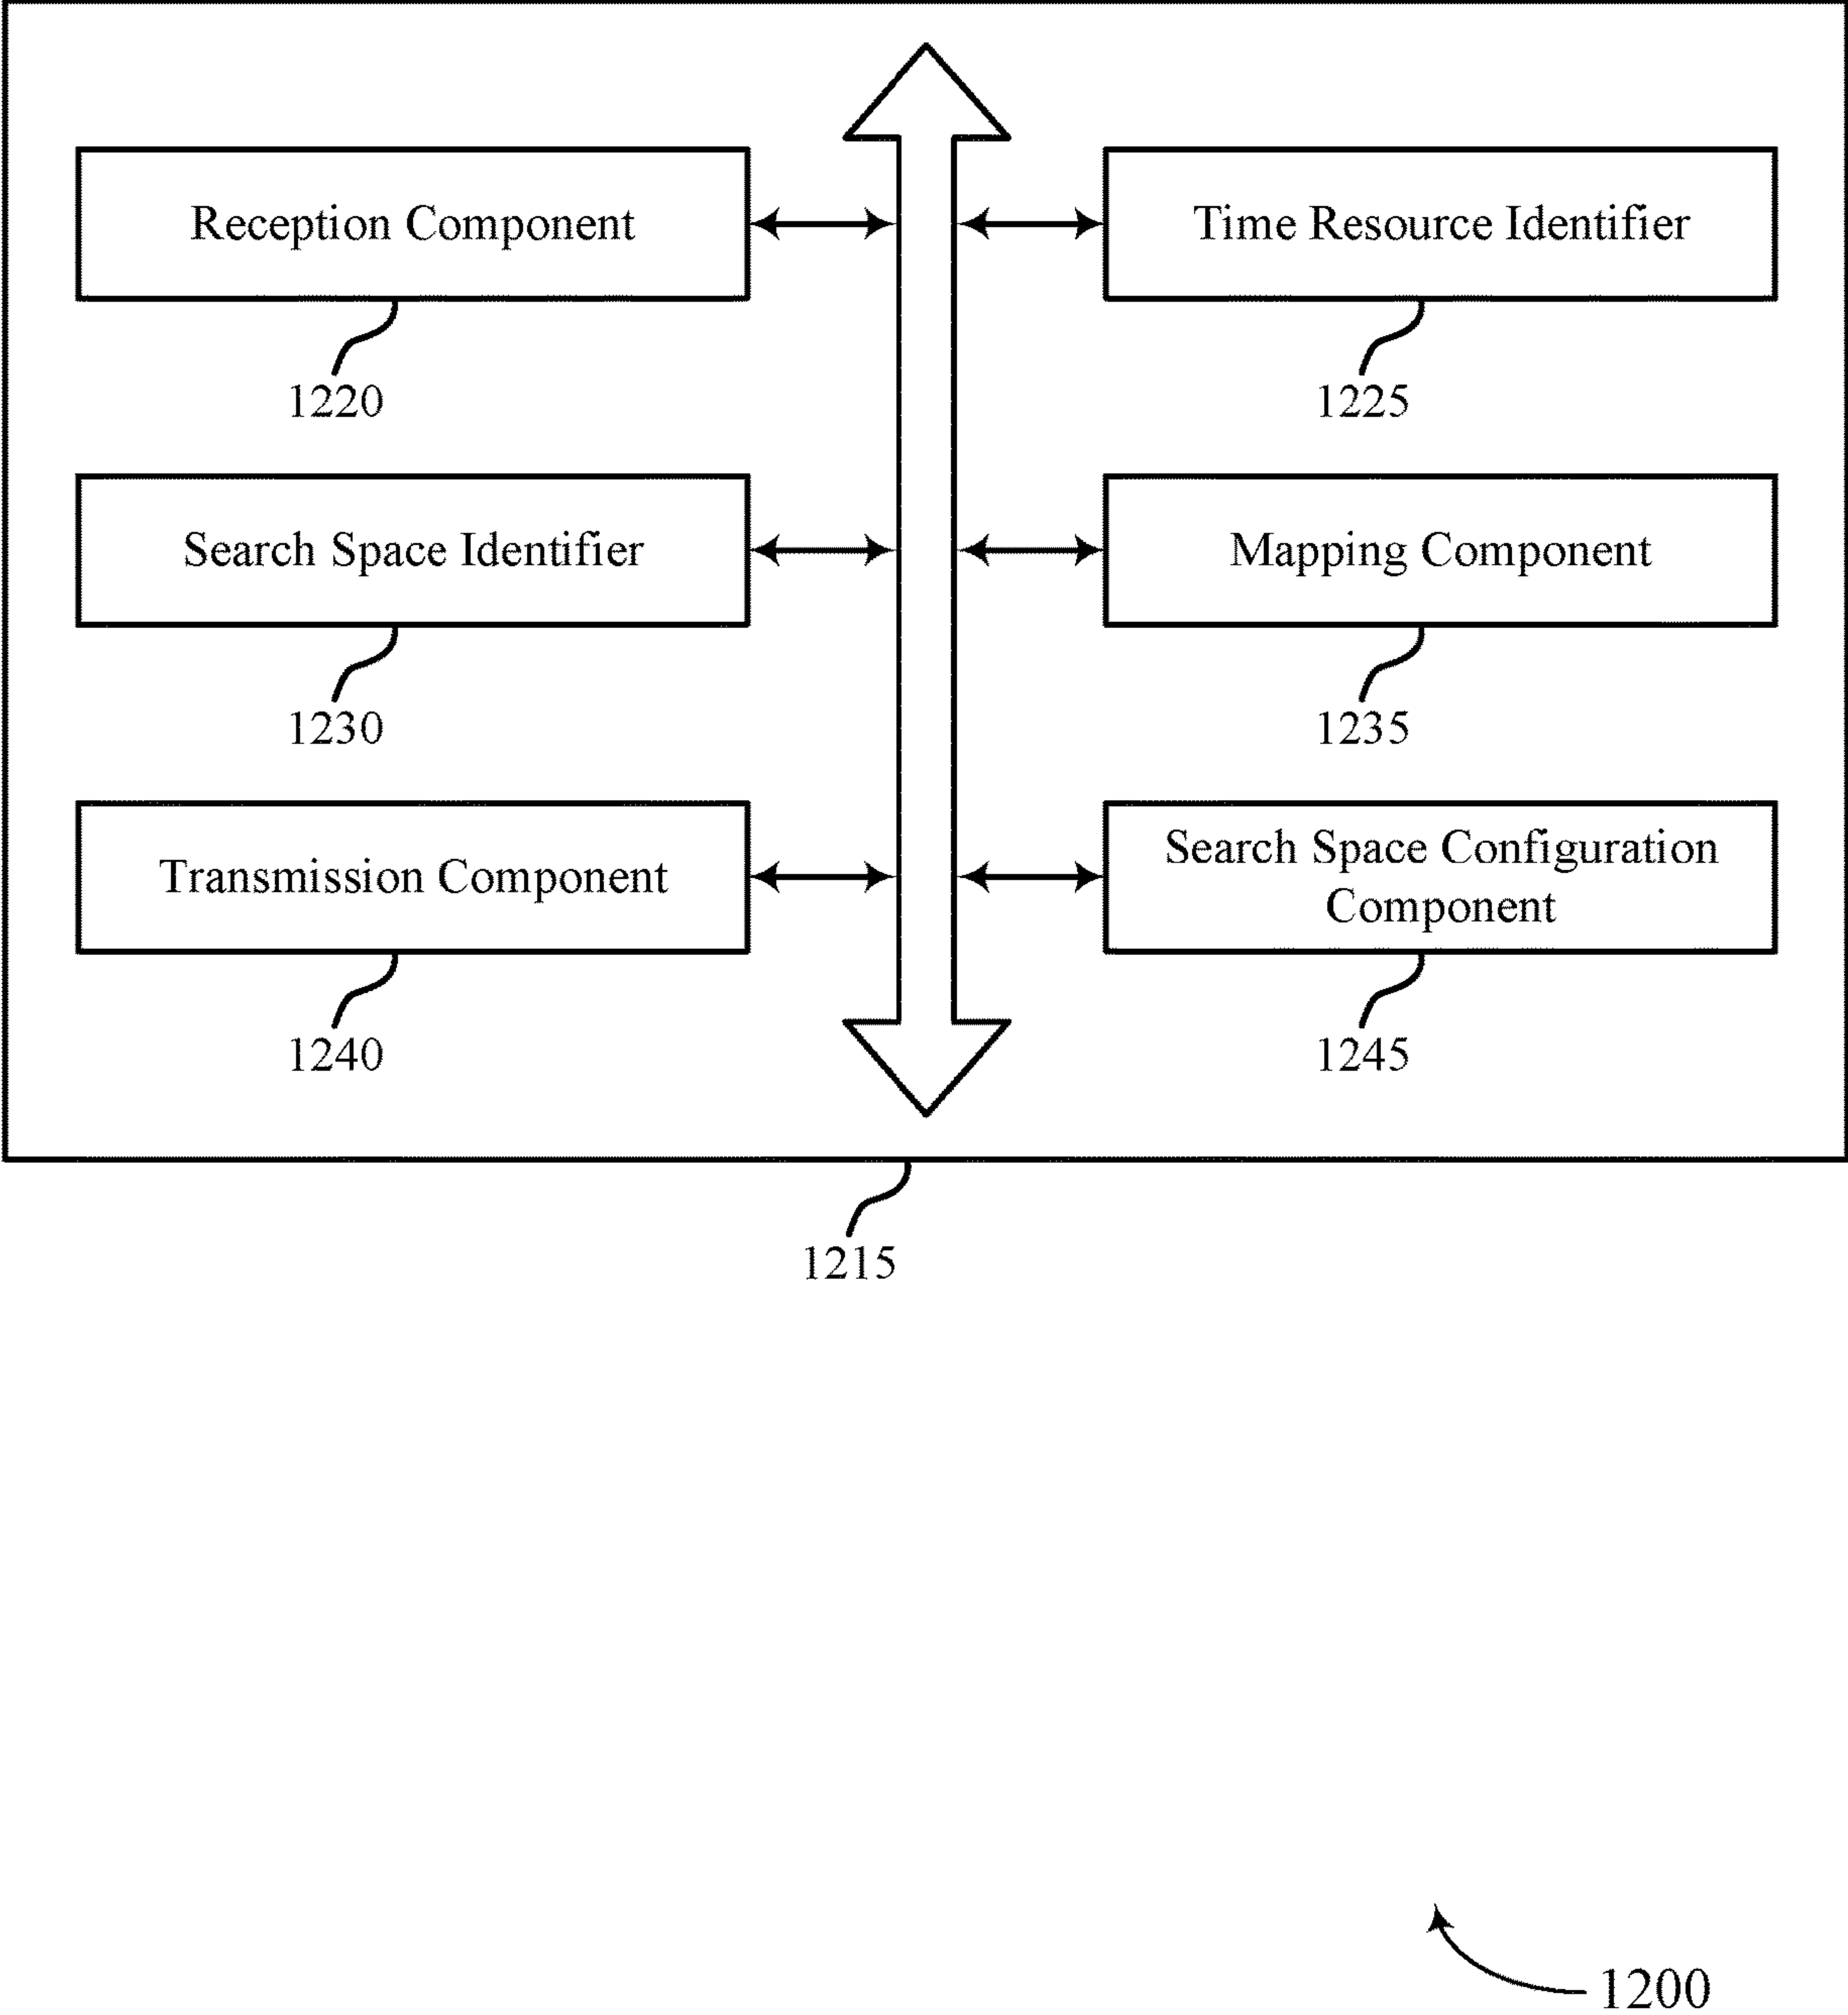 Reception Component
1220
Time Resource Identifier
1225
Search Space Identifier
1230
Mapping Component
1235
Transmission Component
1240
Search Space Configuration
Component
1245
1215
1200